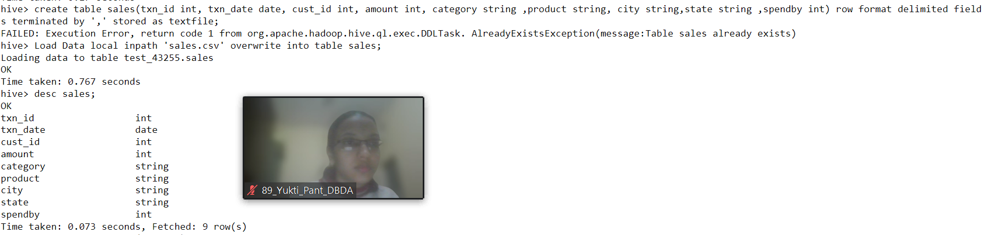 hive> create table sales(txn_id int, txn_date date, cust_id int, amount int, category string ,product string, city string,state string ,spendby int) row format delimited field
s terminated by ',' stored as textfile;
FAILED: Execution Error, return code 1 from org.apache.hadoop.hive.ql.exec.DDLTask. AlreadyExistsException(message:Table sales already exists)
hive> Load Data local inpath 'sales.csv' overwrite into table sales;
Loading data to table test_43255.sales
OK
Time taken: 0.767 seconds
hive> desc sales;
OK
txn_id int
txn_date date
cust_id int
amount int
category string
product string
city string
state string
spendby int
Time taken: 0.073 seconds, Fetched: 9 row(s)
89_Yukti_Pant_DBDA